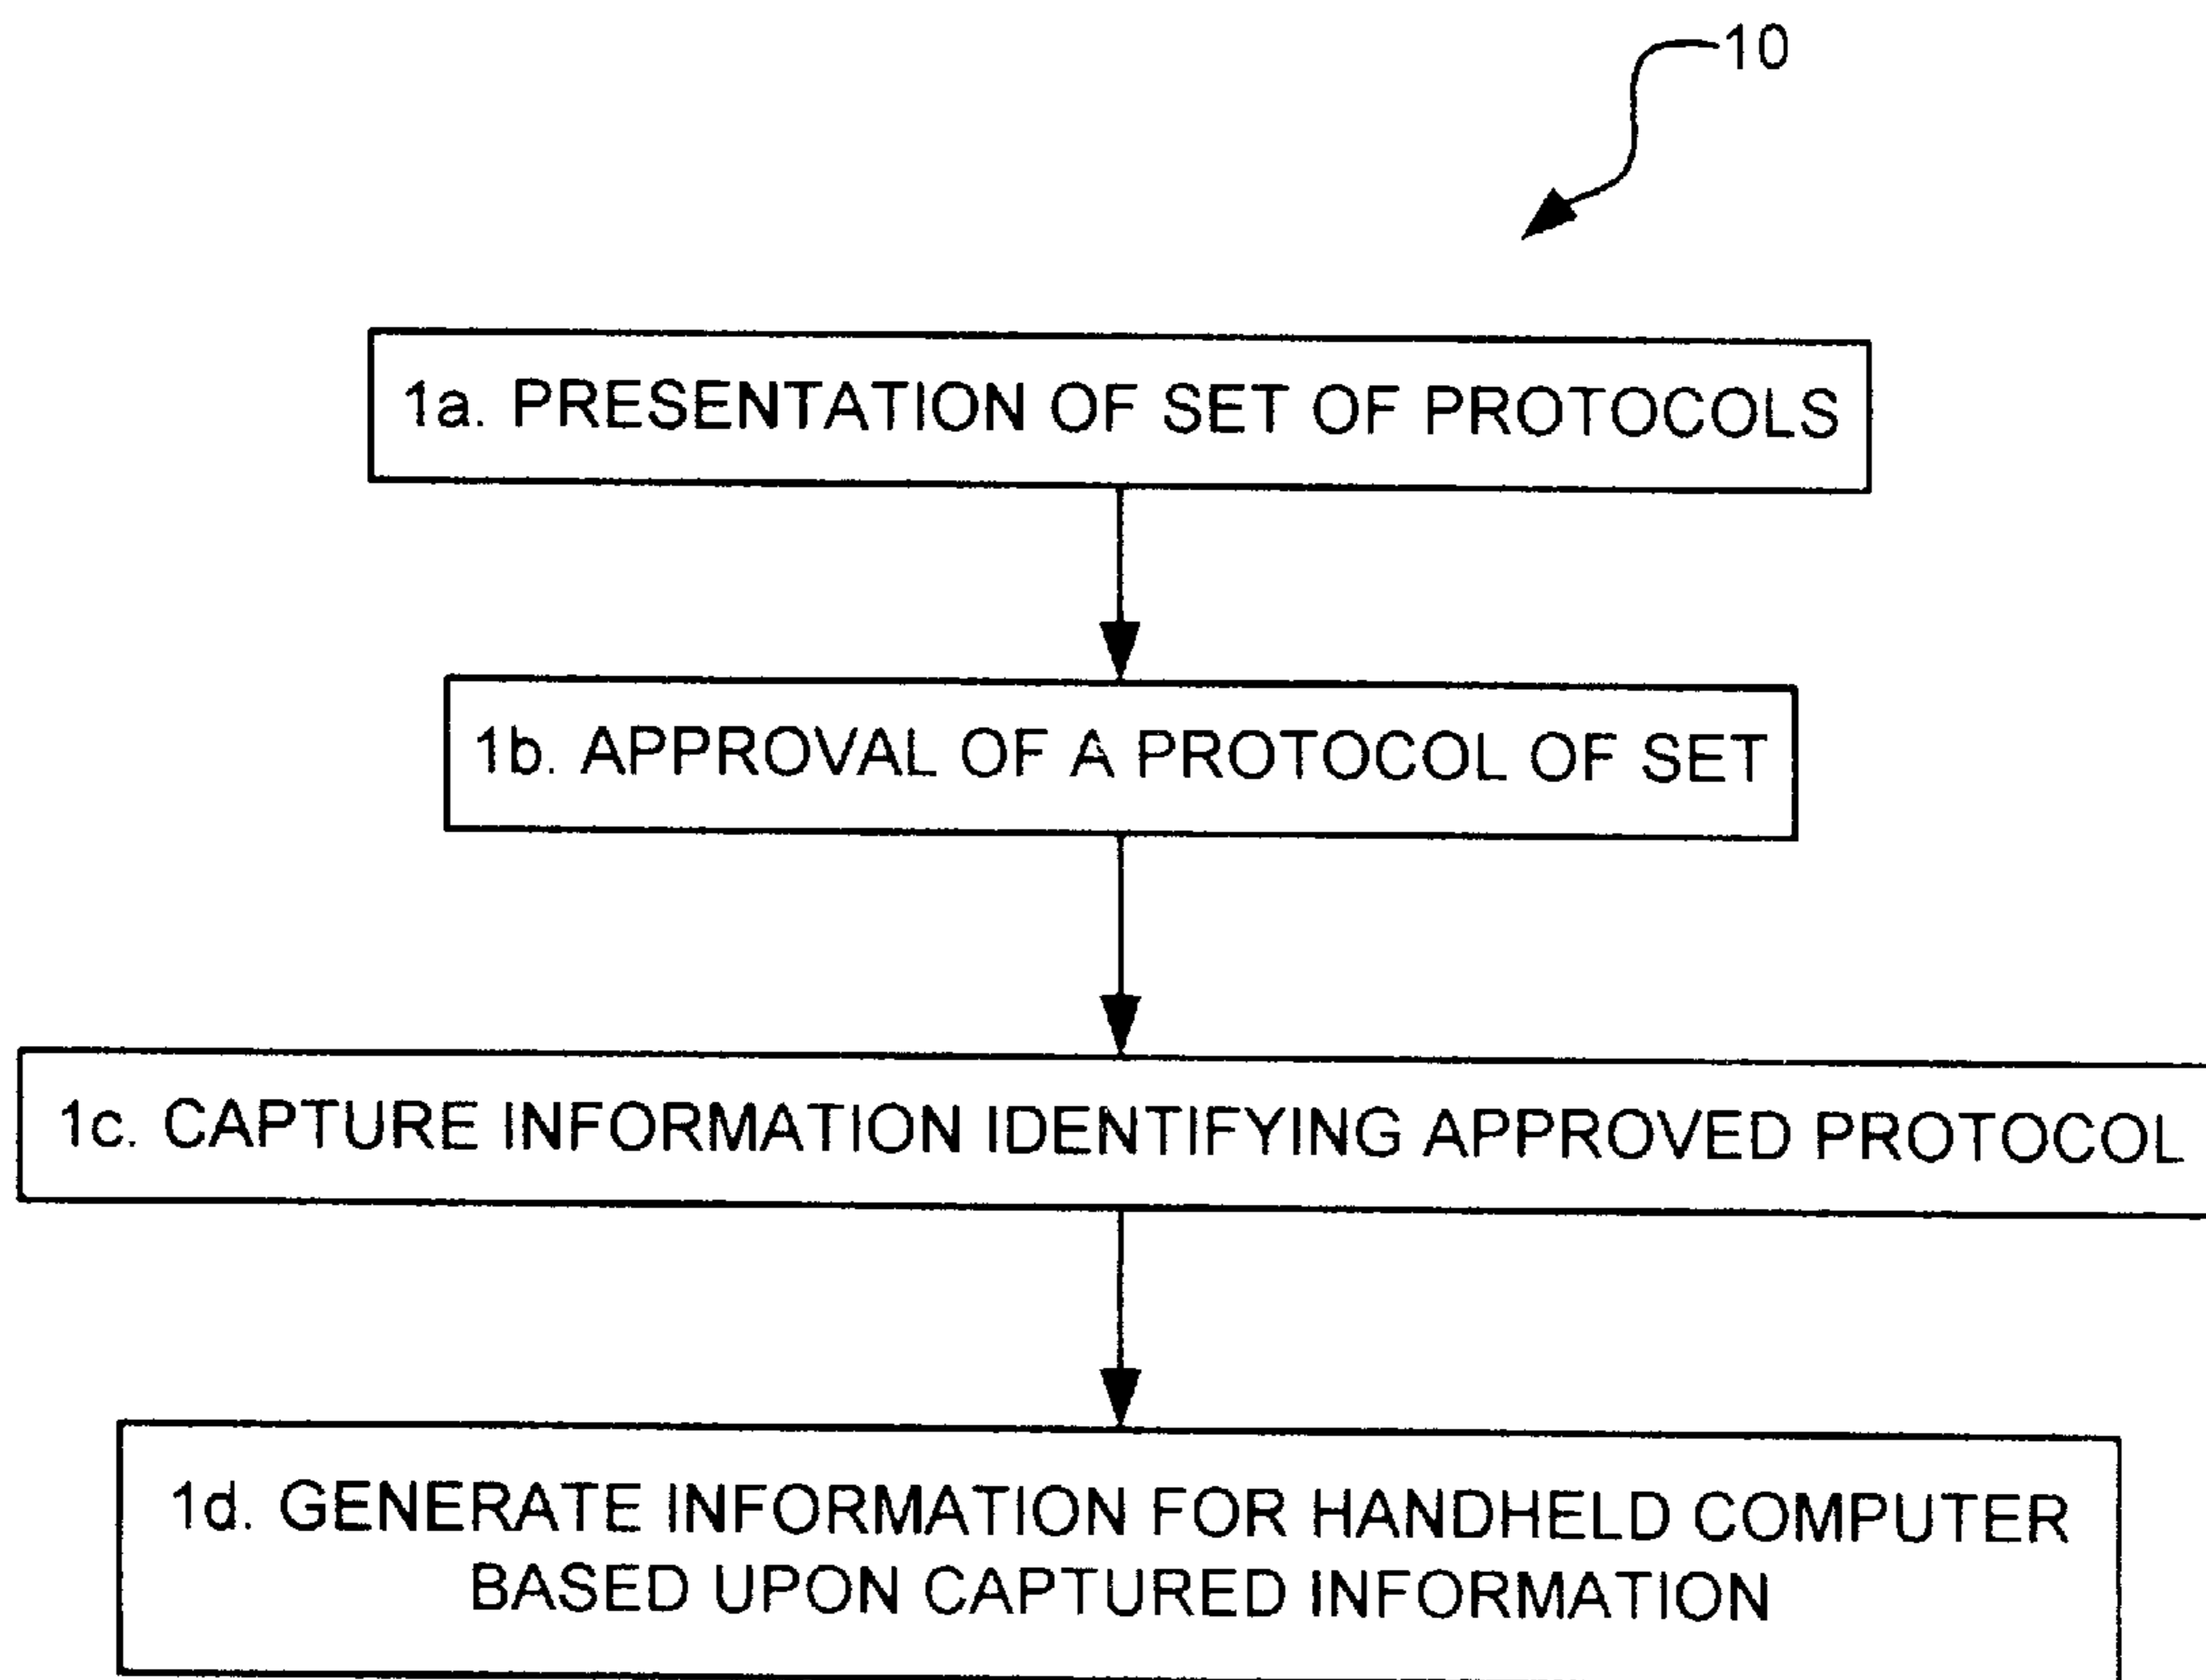 10
1a. PRESENTATION OF SET OF PROTOCOLS
1b. APPROVAL OF A PROTOCOL OF SET
1c. CAPTURE INFORMATION IDENTIFYING APPROVED PROTOCOL
1d. GENERATE INFORMATION FOR HANDHELD COMPUTER
BASED UPON CAPTURED INFORMATION